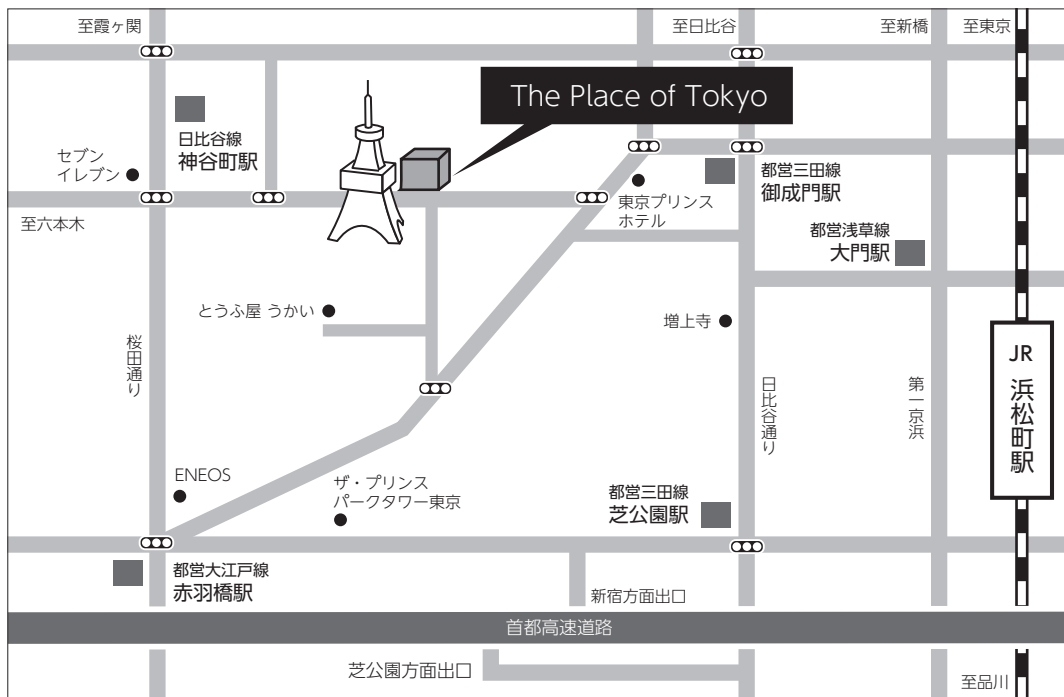 至霞ヶ関
至日比谷
至新橋
至東京
The Place of Tokyo
日比谷線
神谷町駅
セブン
イレブン
都営三田線
御成門駅
東京プリンス
ホテル
至六本木
都営浅草線
大門駅
とうふ屋 うかい
増上寺
桜田通り
日比谷通り
第一京浜
JR 浜松町駅
ENEOS
ザ・プリンス
パークタワー東京
都営三田線
芝公園駅
都営大江戸線
赤羽橋駅
新宿方面出口
首都高速道路
芝公園方面出口
至品川